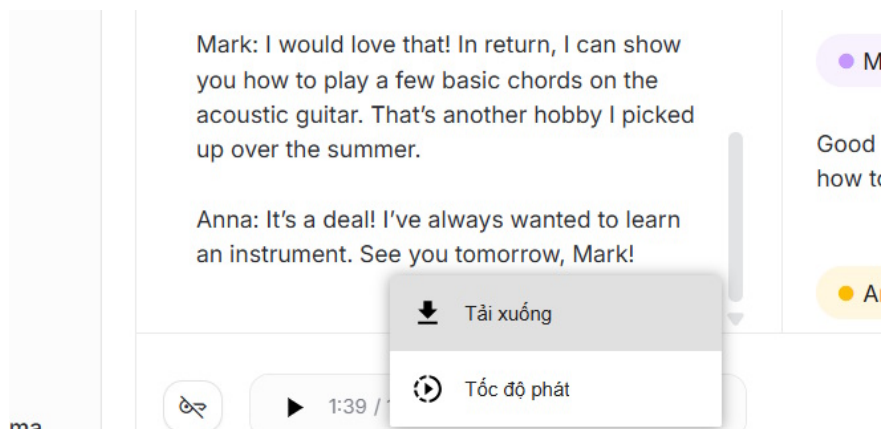 Mark: I would love that! In return, I can show
you how to play a few basic chords on the
acoustic guitar. That’s another hobby I picked
up over the summer.
Anna: It’s a deal! I’ve always wanted to learn
an instrument. See you tomorrow, Mark!
Tải xuống
Tốc độ phát
1:39 /
Good
how to